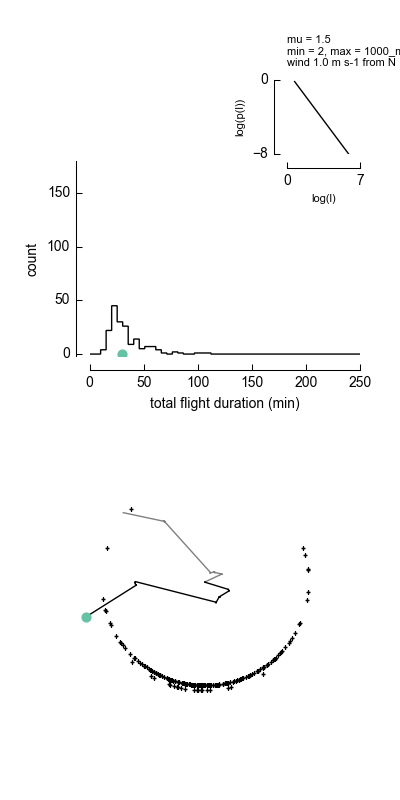 mu = 1.5
min = 2, max = 1000_m
wind 1.0 m s-1 from N
0
log(p(l))
−8
0 7
log(l)
150
100
count
50
0
0 50 100 150 200 250
total flight duration (min)